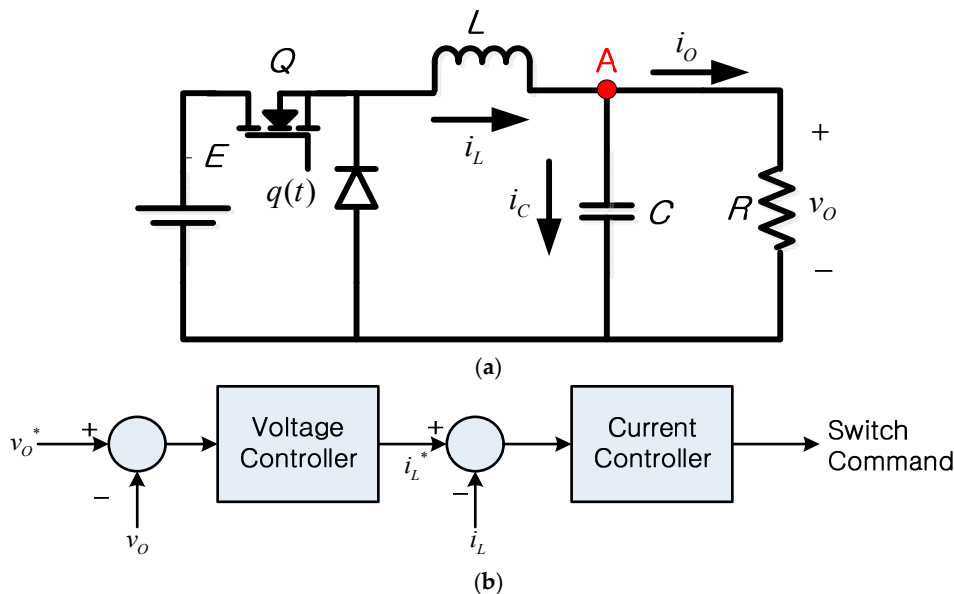 L
Q
A
i_O
E
i_L
+
q(t)
i_C
C
R
v_O
−
(a)
v_O*
+
−
v_O
Voltage
Controller
i_L*
+
−
i_L
Current
Controller
Switch
Command
(b)